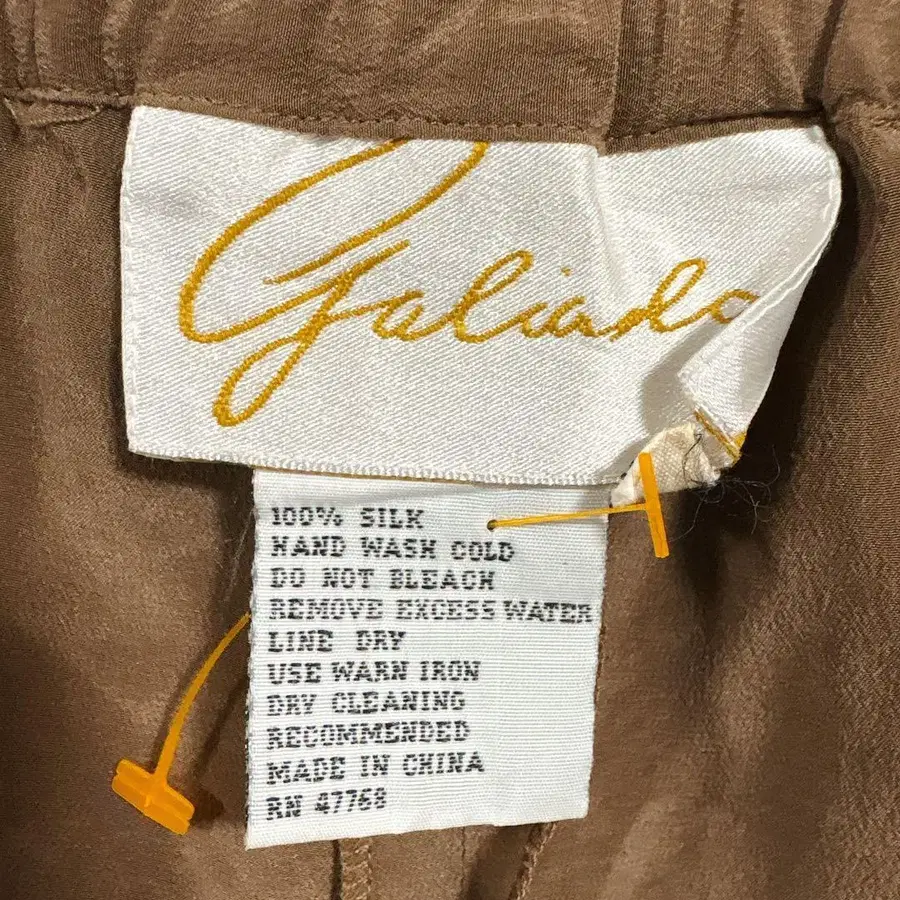 Galiando
100% SILK
HAND WASH COLD
DO NOT BLEACH
REMOVE EXCESS WATER
LINE DRY
USE WARN IRON
DRY CLEANING
RECOMMENDED
MADE IN CHINA
RN 47768